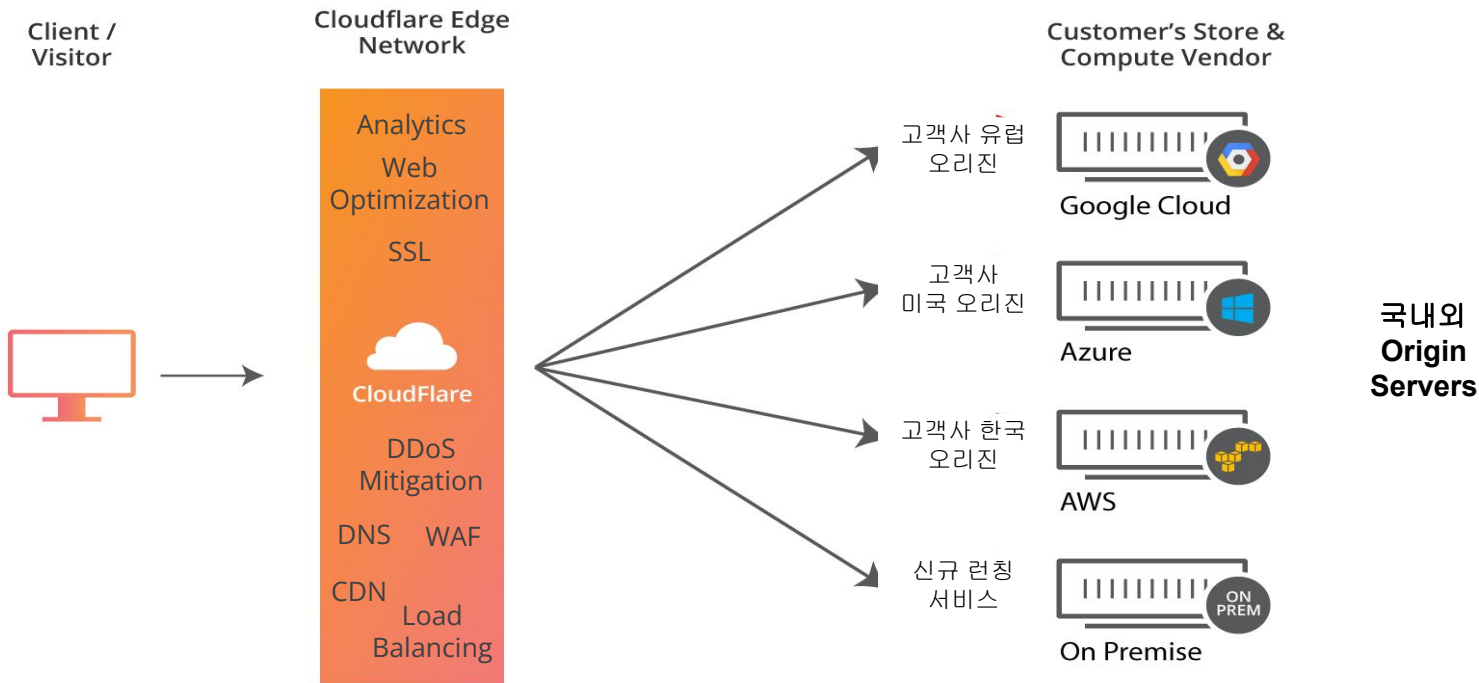 Client /
Visitor
Cloudflare Edge
Network
Customer's Store &
Compute Vendor
Analytics
Web
Optimization
SSL
CloudFlare
DDoS
Mitigation
DNS WAF
CDN
Load
Balancing
고객사 유럽
오리진
Google Cloud
고객사
미국 오리진
Azure
고객사 한국
오리진
AWS
신규 런칭
서비스
ON
PREM
On Premise
국내외
Origin
Servers